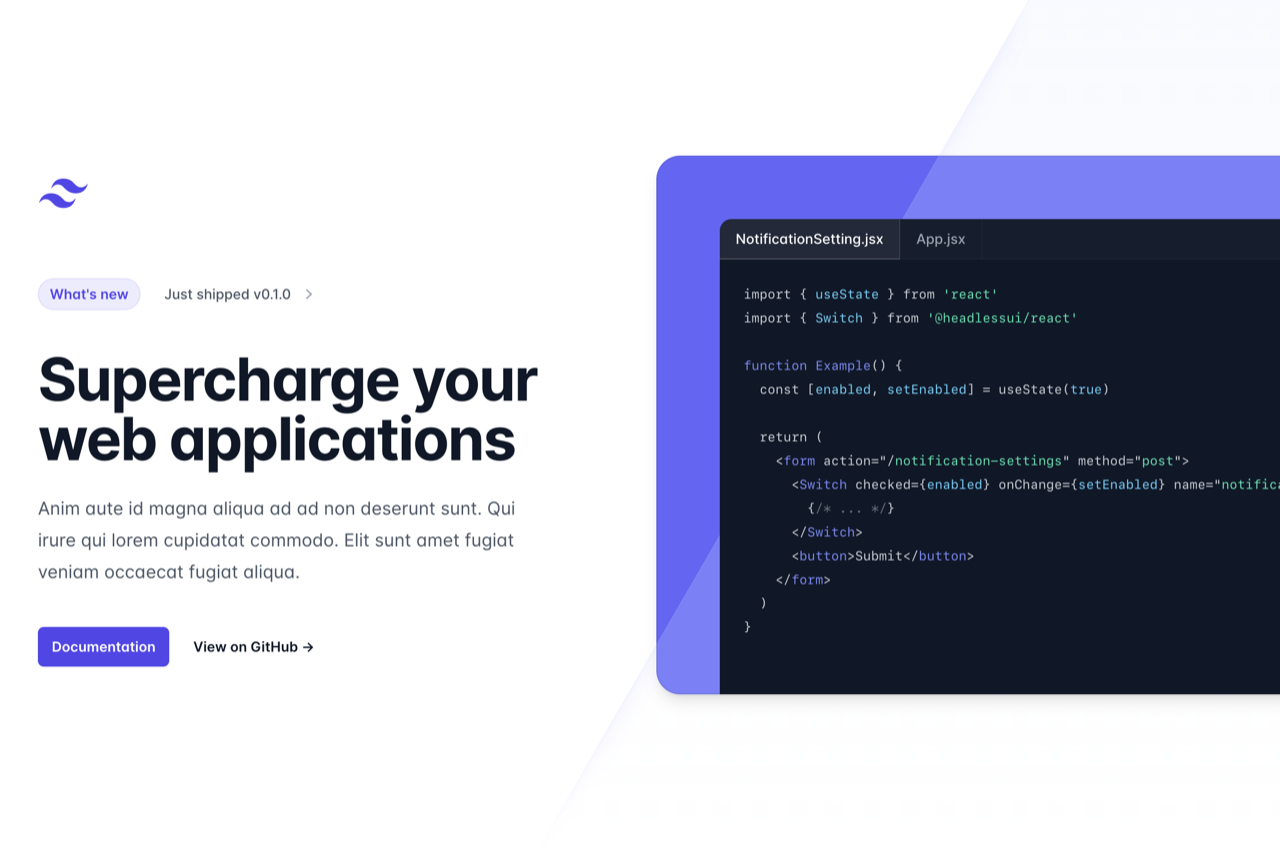 What's new
Just shipped v0.1.0
Supercharge your
web applications
Anim aute id magna aliqua ad ad non deserunt sunt. Qui
irure qui lorem cupidatat commodo. Elit sunt amet fugiat
veniam occaecat fugiat aliqua.
Documentation
View on GitHub →
NotificationSetting.jsx
App.jsx
import { useState } from 'react'
import { Switch } from '@headlessui/react'
function Example() {
  const [enabled, setEnabled] = useState(true)
  return (
    <form action="/notification-settings" method="post">
      <Switch checked={enabled} onChange={setEnabled} name="notifica
        {/* ... */}
      </Switch>
      <button>Submit</button>
    </form>
  )
}